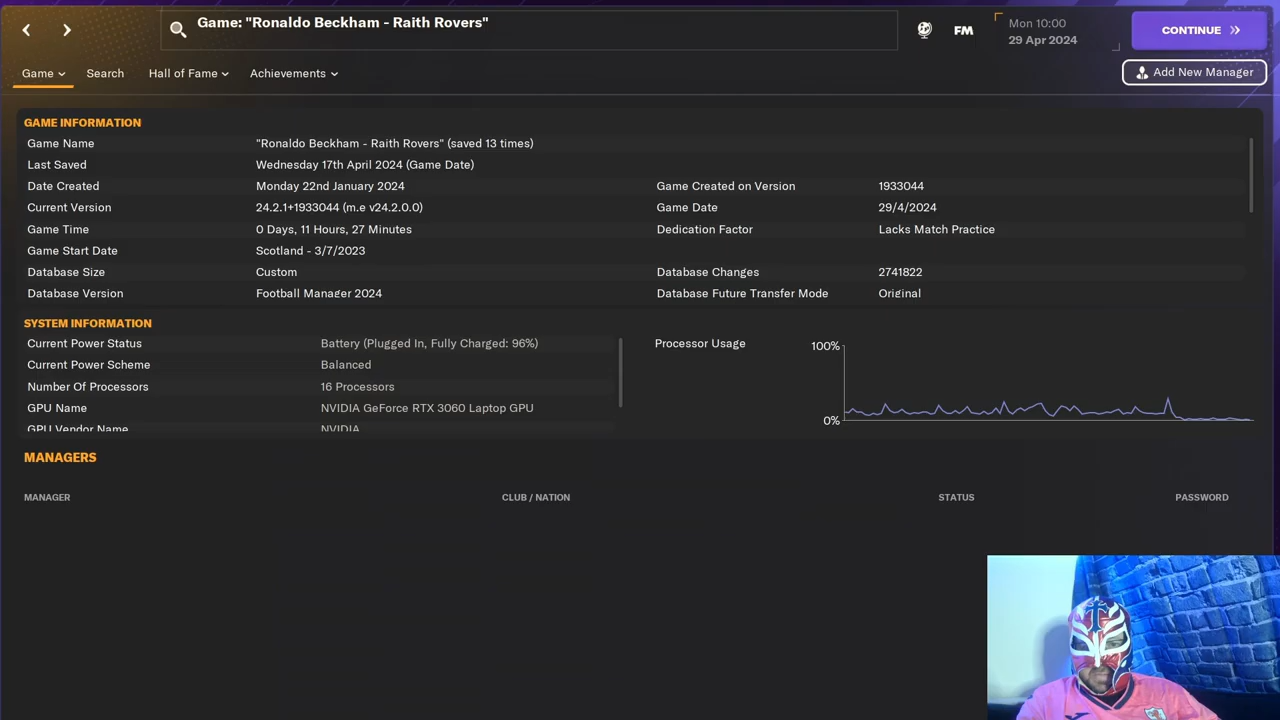 Game: "Ronaldo Beckham - Raith Rovers"
FM
Mon 10:00
29 Apr 2024
CONTINUE
Game
Search
Hall of Fame
Achievements
Add New Manager
GAME INFORMATION
Game Name "Ronaldo Beckham - Raith Rovers" (saved 13 times)
Last Saved Wednesday 17th April 2024 (Game Date)
Date Created Monday 22nd January 2024 Game Created on Version 1933044
Current Version 24.2.1+1933044 (m.e v24.2.0.0) Game Date 29/4/2024
Game Time 0 Days, 11 Hours, 27 Minutes Dedication Factor Lacks Match Practice
Game Start Date Scotland - 3/7/2023
Database Size Custom Database Changes 2741822
Database Version Football Manager 2024 Database Future Transfer Mode Original
SYSTEM INFORMATION
Current Power Status Battery (Plugged In, Fully Charged: 96%) Processor Usage 100%
Current Power Scheme Balanced
Number Of Processors 16 Processors
GPU Name NVIDIA GeForce RTX 3060 Laptop GPU
0%
GPU Vendor Name NVIDIA
MANAGERS
MANAGER CLUB / NATION STATUS PASSWORD